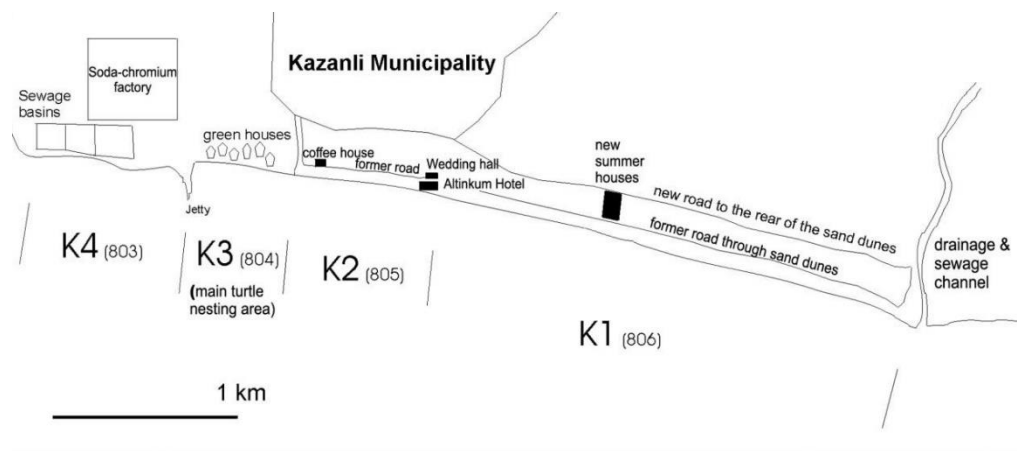 Kazanli Municipality
Soda-chromium
factory
Sewage
basins
green houses
coffee house
former road
Wedding hall
Altinkum Hotel
new
summer
houses
new road to the rear of the sand dunes
former road through sand dunes
drainage &
sewage
channel
Jetty
K4 (803)
K3 (804)
(main turtle
nesting area)
K2 (805)
K1 (806)
1 km